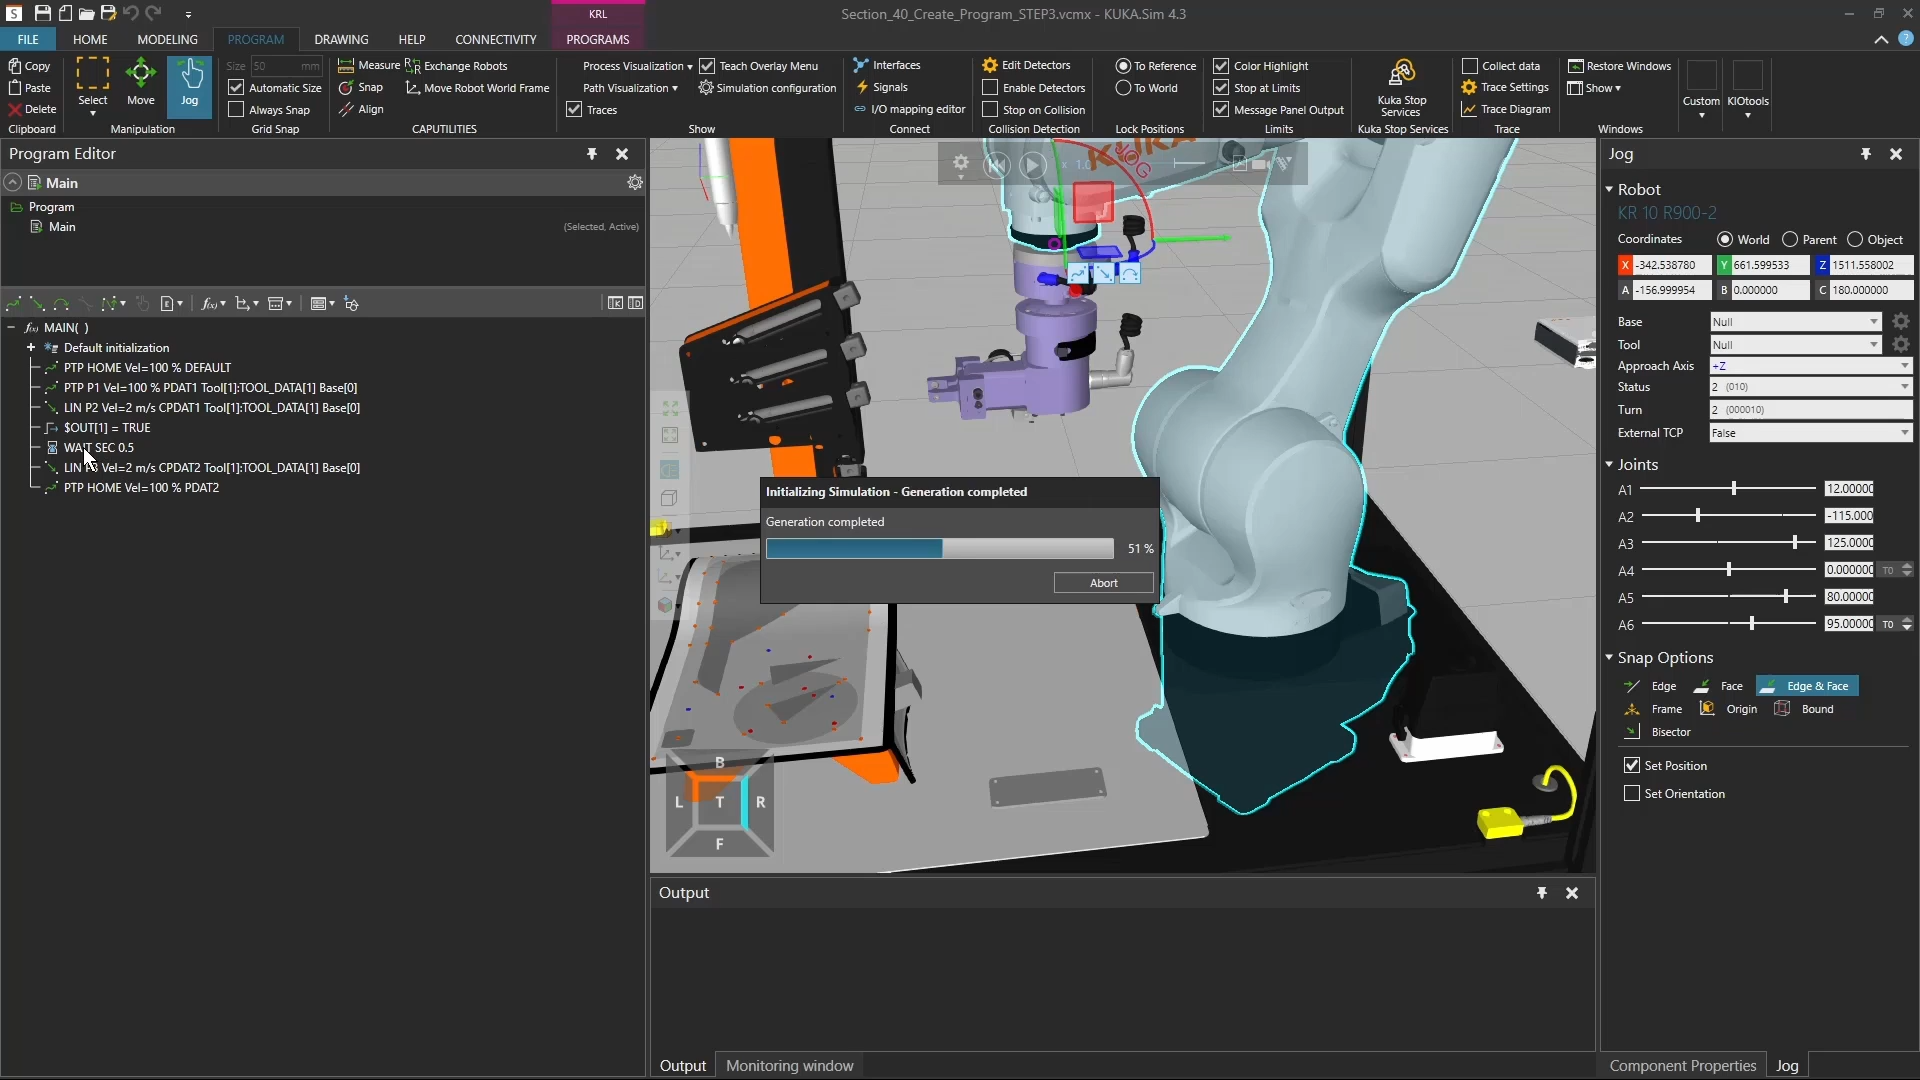 KRL
Section_40_Create_Program_STEP3.vcmx - KUKA.Sim 4.3
FILE HOME MODELING PROGRAM DRAWING HELP CONNECTIVITY PROGRAMS
Copy
Paste
Delete
Clipboard
Select
Move
Jog
Manipulation
Size 50 mm
Automatic Size
Always Snap
Grid Snap
Measure
Snap
Align
Exchange Robots
Move Robot World Frame
CAPUTILITIES
Process Visualization
Path Visualization
Traces
Teach Overlay Menu
Simulation configuration
Show
Interfaces
Signals
I/O mapping editor
Connect
Edit Detectors
Enable Detectors
Stop on Collision
Collision Detection
To Reference
To World
Lock Positions
Color Highlight
Stop at Limits
Message Panel Output
Limits
Kuka Stop
Services
Kuka Stop Services
Collect data
Trace Settings
Trace Diagram
Trace
Restore Windows
Show
Windows
Custom
KIOtools
Program Editor
Main
Program
Main (Selected, Active)
MAIN( )
Default initialization
PTP HOME Vel=100 % DEFAULT
PTP P1 Vel=100 % PDAT1 Tool[1]:TOOL_DATA[1] Base[0]
LIN P2 Vel=2 m/s CPDAT1 Tool[1]:TOOL_DATA[1] Base[0]
$OUT[1] = TRUE
WAIT SEC 0.5
LIN P3 Vel=2 m/s CPDAT2 Tool[1]:TOOL_DATA[1] Base[0]
PTP HOME Vel=100 % PDAT2
x 1.0
KUKA
JOG
Initializing Simulation - Generation completed
Generation completed
51 %
Abort
B
L T R
F
Output
Output Monitoring window
Jog
Robot
KR 10 R900-2
Coordinates World Parent Object
X -342.538780 Y 661.599533 Z 1511.558002
A -156.999954 B 0.000000 C 180.000000
Base Null
Tool Null
Approach Axis +Z
Status 2 (010)
Turn 2 (000010)
External TCP False
Joints
A1 12.0000
A2 -115.000
A3 125.0000
A4 0.00000 T0
A5 80.0000
A6 95.0000 T0
Snap Options
Edge Face Edge & Face
Frame Origin Bound
Bisector
Set Position
Set Orientation
Component Properties Jog